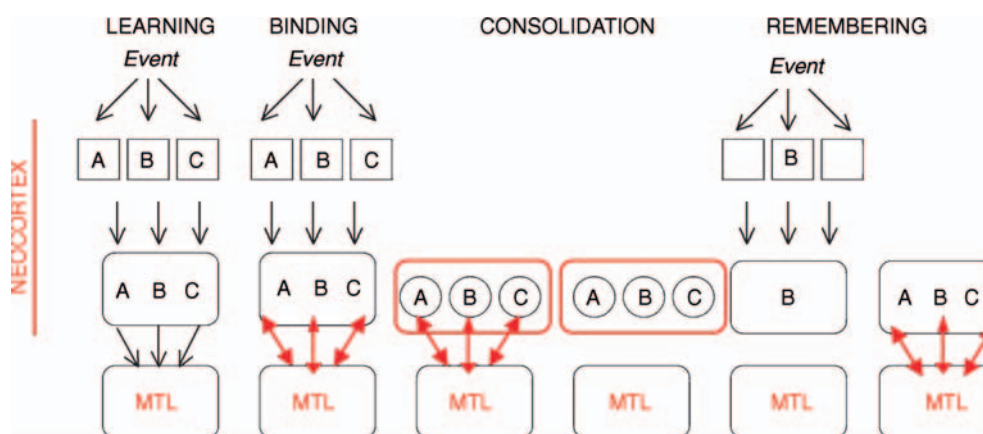 LEARNING BINDING CONSOLIDATION REMEMBERING
Event Event Event
A B C A B C B
NEOCORTEX
A B C A B C A B C A B C B A B C
MTL MTL MTL MTL MTL MTL